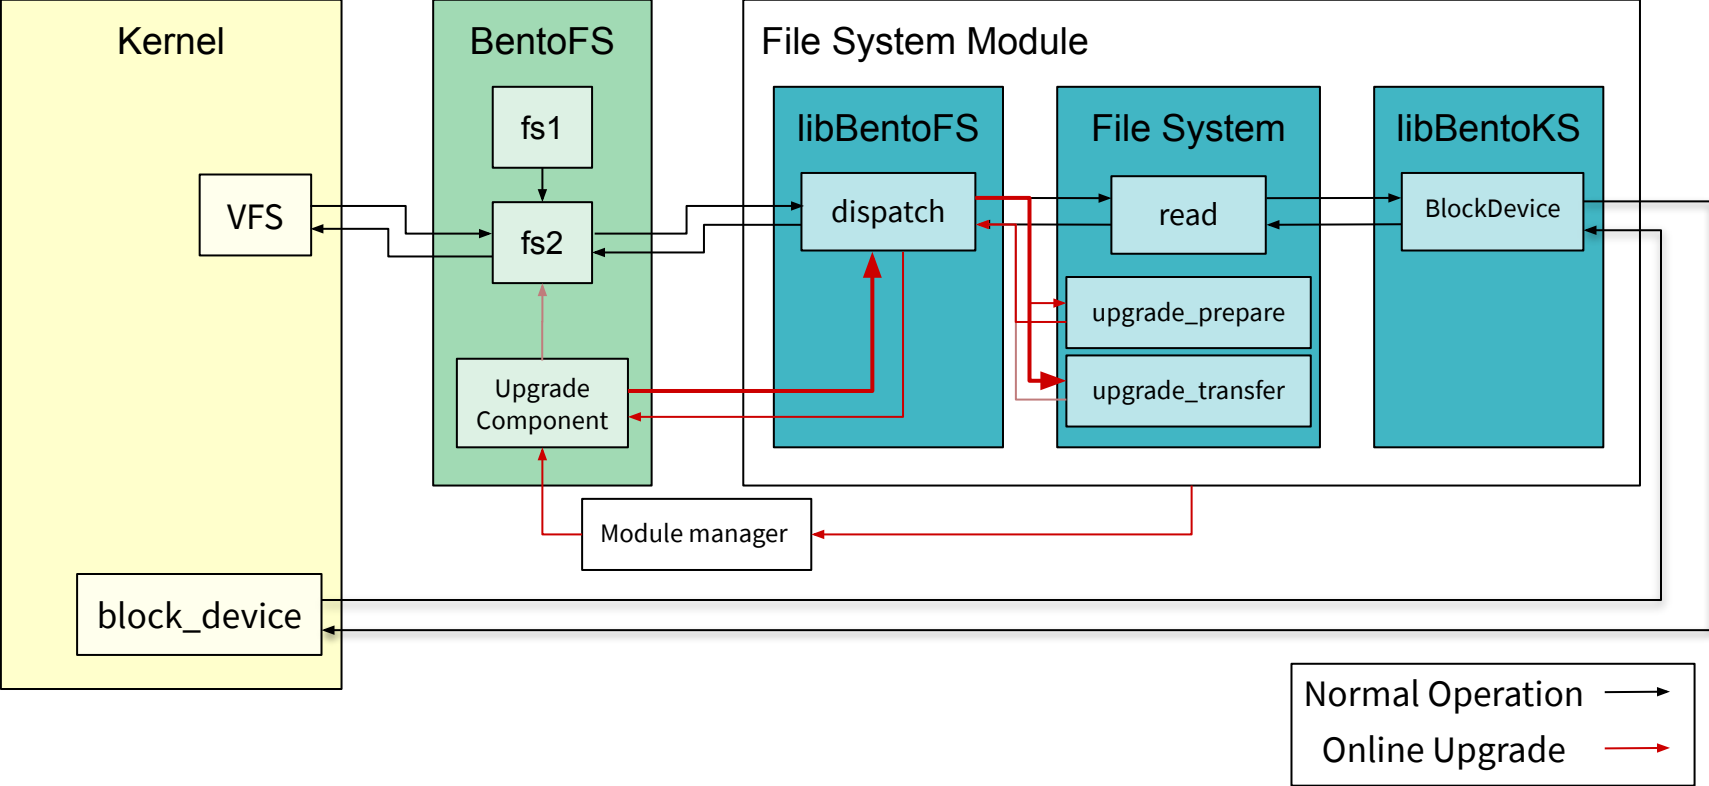 Kernel
BentoFS
File System Module
fs1
libBentoFS
File System
libBentoKS
VFS
fs2
dispatch
read
BlockDevice
upgrade_prepare
upgrade_transfer
Upgrade
Component
Module manager
block_device
Normal Operation
Online Upgrade